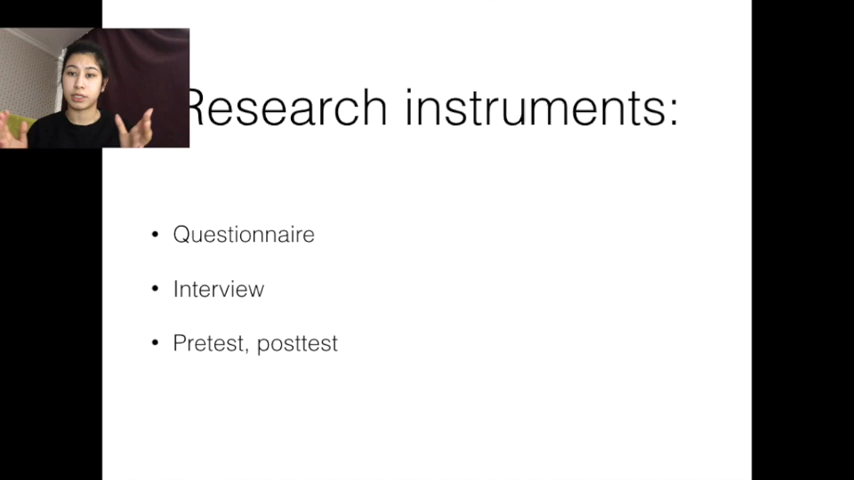 Research instruments:
• Questionnaire
• Interview
• Pretest, posttest